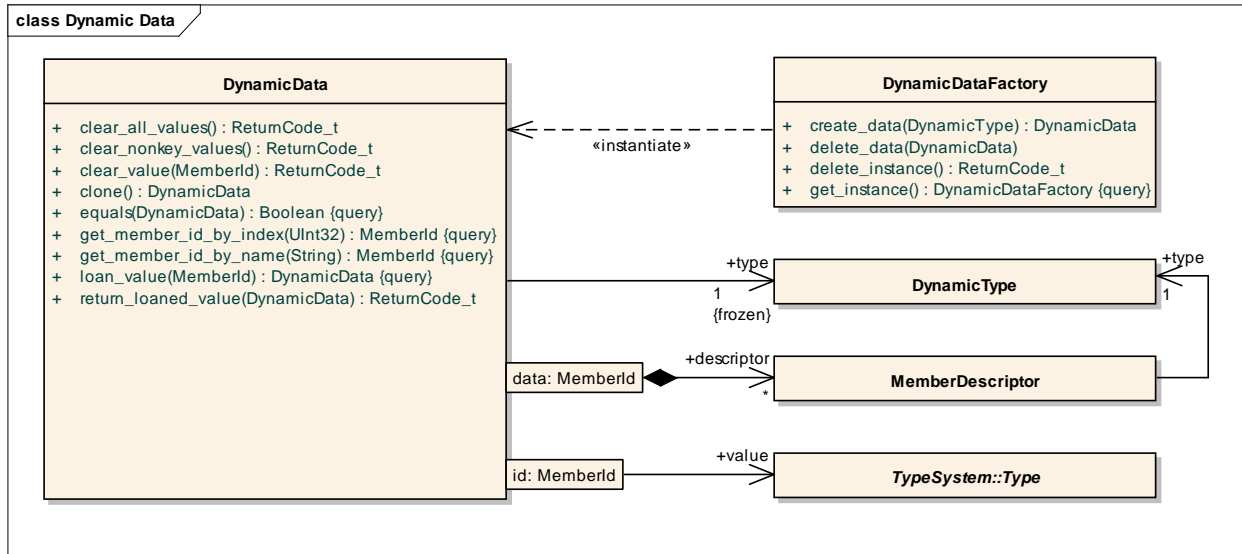 class Dynamic Data
DynamicData
+ clear_all_values() : ReturnCode_t
+ clear_nonkey_values() : ReturnCode_t
+ clear_value(MemberId) : ReturnCode_t
+ clone() : DynamicData
+ equals(DynamicData) : Boolean {query}
+ get_member_id_by_index(UInt32) : MemberId {query}
+ get_member_id_by_name(String) : MemberId {query}
+ loan_value(MemberId) : DynamicData {query}
+ return_loaned_value(DynamicData) : ReturnCode_t
«instantiate»
DynamicDataFactory
+ create_data(DynamicType) : DynamicData
+ delete_data(DynamicData)
+ delete_instance() : ReturnCode_t
+ get_instance() : DynamicDataFactory {query}
+type
1
{frozen}
DynamicType
+type
1
data: MemberId
+descriptor
*
MemberDescriptor
id: MemberId
+value
TypeSystem::Type